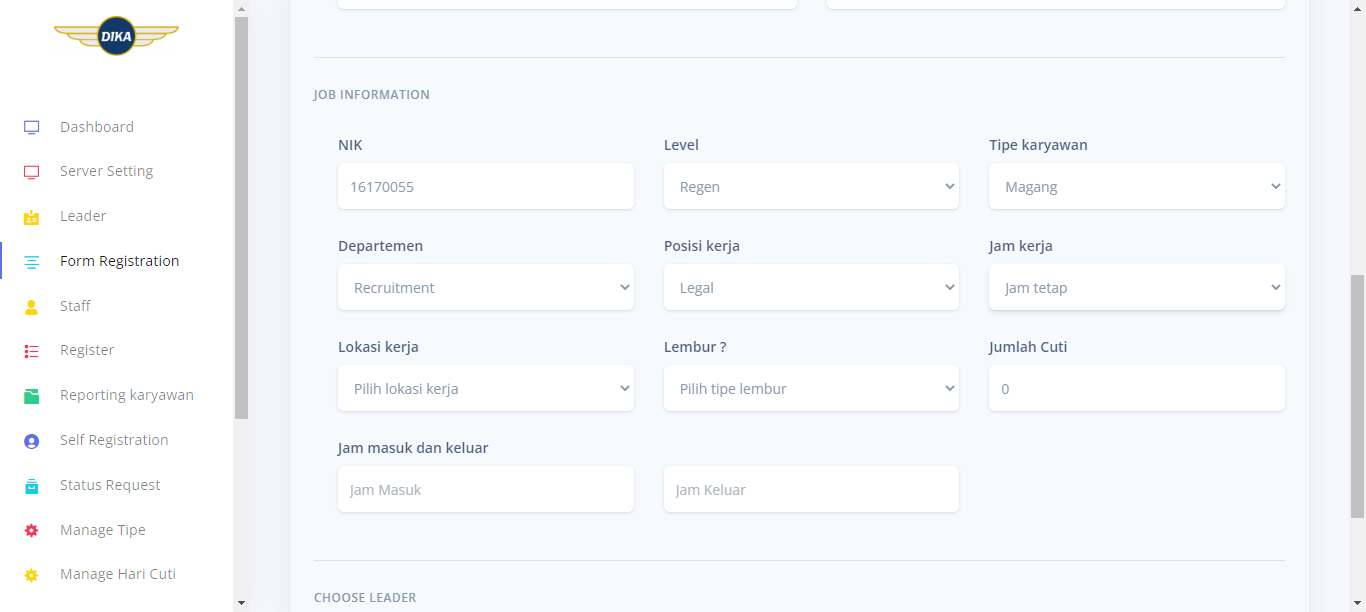 DIKA
Dashboard
Server Setting
Leader
Form Registration
Staff
Register
Reporting karyawan
Self Registration
Status Request
Manage Tipe
Manage Hari Cuti
JOB INFORMATION
NIK Level Tipe karyawan
16170055 Regen Magang
Departemen Posisi kerja Jam kerja
Recruitment Legal Jam tetap
Lokasi kerja Lembur ? Jumlah Cuti
Pilih lokasi kerja Pilih tipe lembur 0
Jam masuk dan keluar
Jam Masuk Jam Keluar
CHOOSE LEADER